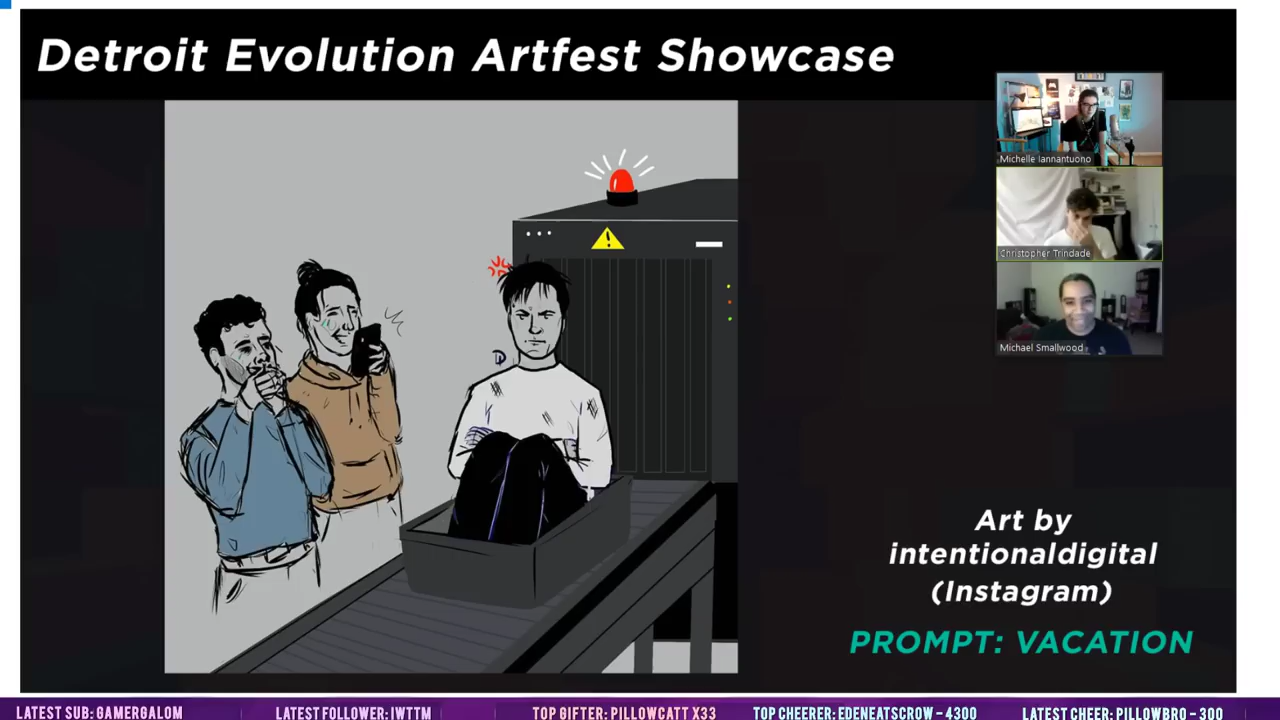 Detroit Evolution Artfest Showcase
Michelle Iannantuono
Christopher Trindade
Michael Smallwood
Art by
intentionaldigital
(Instagram)
PROMPT: VACATION
LATEST SUB: GAMERGALOM
LATEST FOLLOWER: IWTTM
TOP GIFTER: PILLOWCATT X33
TOP CHEERER: EDENEATSCROW - 4300
LATEST CHEER: PILLOWBRO - 300